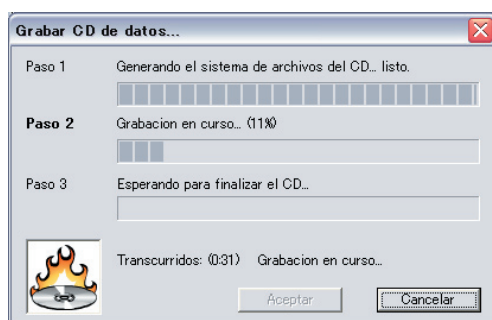 Grabar CD de datos...
Paso 1 Generando el sistema de archivos del CD... listo.
Paso 2 Grabacion en curso... (11%)
Paso 3 Esperando para finalizar el CD...
Transcurridos: (0:31) Grabacion en curso...
Aceptar Cancelar